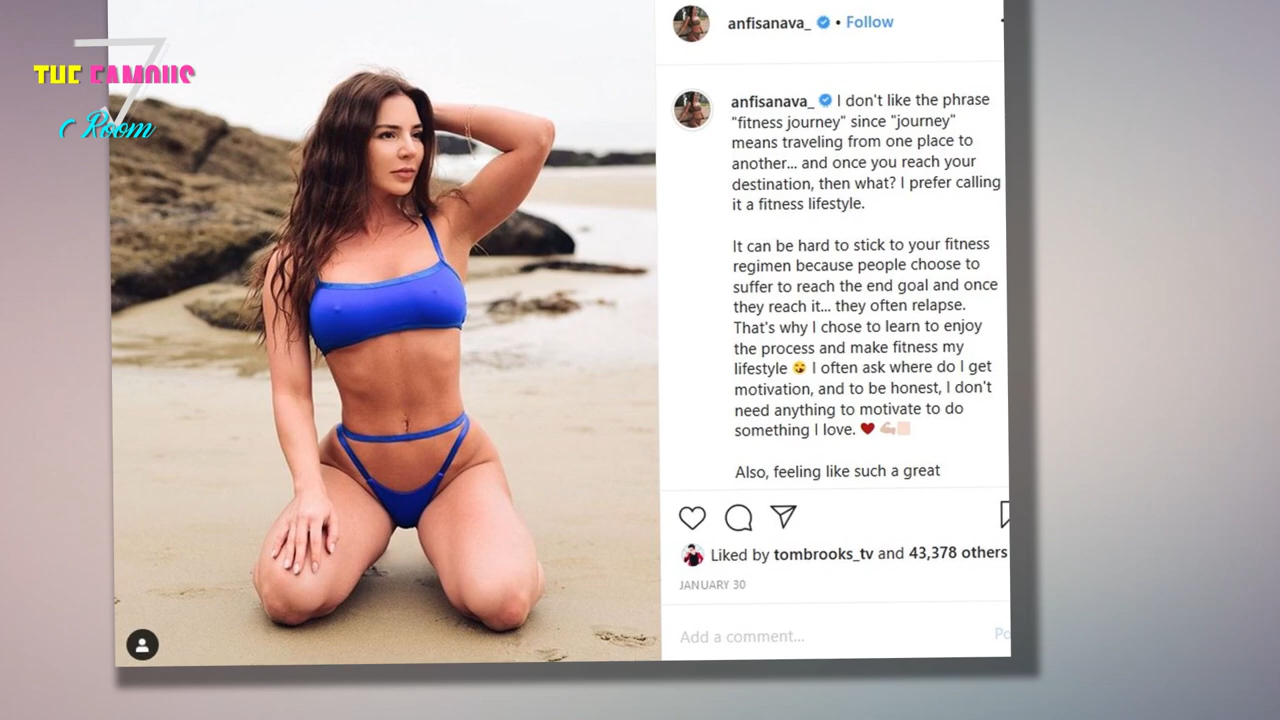 THE FAMOUS
Room
anfisanava_ • Follow
anfisanava_ I don't like the phrase
"fitness journey" since "journey"
means traveling from one place to
another... and once you reach your
destination, then what? I prefer calling
it a fitness lifestyle.
It can be hard to stick to your fitness
regimen because people choose to
suffer to reach the end goal and once
they reach it... they often relapse.
That's why I chose to learn to enjoy
the process and make fitness my
lifestyle 😋 I often ask where do I get
motivation, and to be honest, I don't
need anything to motivate to do
something I love. ❤️ 💪🏻
Also, feeling like such a great
Liked by tombrooks_tv and 43,378 others
JANUARY 30
Add a comment...